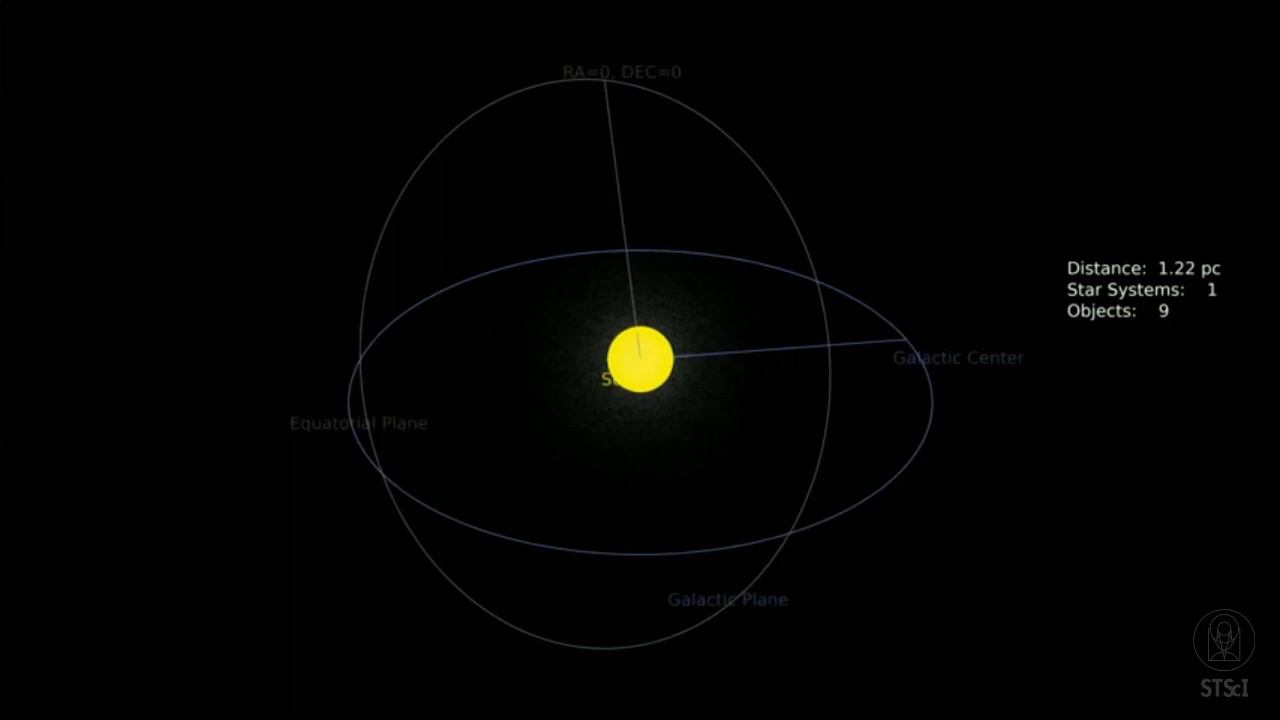 RA=0, DEC=0
Distance: 1.22 pc
Star Systems: 1
Objects: 9
Galactic Center
Equatorial Plane
Galactic Plane
STScI